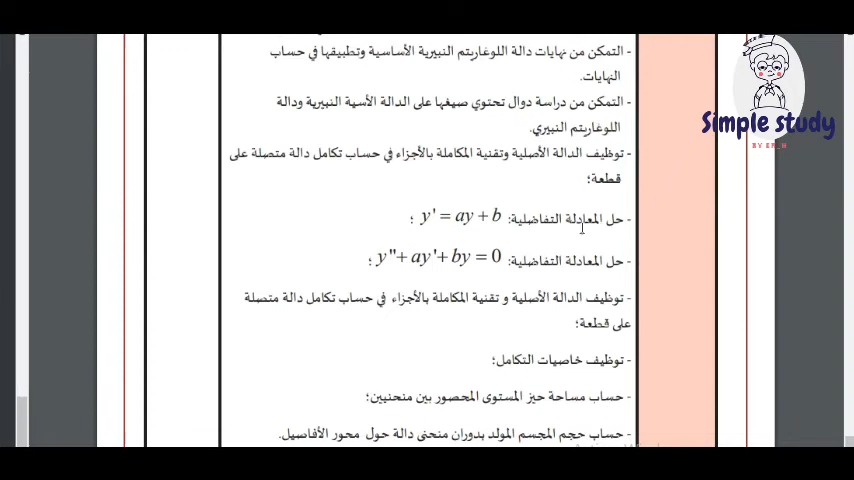 - التمكن من نهايات دالة اللوغاريتم النبيرية الأساسية وتطبيقها في حساب
النهايات.
- التمكن من دراسة دوال تحتوي صيغها على الدالة الأسية النبيرية ودالة
اللوغاريتم النبيري.
- توظيف الدالة الأصلية وتقنية المكاملة بالأجزاء في حساب تكامل دالة متصلة على
قطعة؛
- حل المعادلة التفاضلية: y' = ay + b ؛
- حل المعادلة التفاضلية: y''+ ay'+ by = 0 ؛
- توظيف الدالة الأصلية و تقنية المكاملة بالأجزاء في حساب تكامل دالة متصلة
على قطعة؛
- توظيف خاصيات التكامل؛
- حساب مساحة حيز المستوى المحصور بين منحنيين؛
- حساب حجم المجسم المولد بدوران منحنى دالة حول محور الأفاصيل.
Simple study